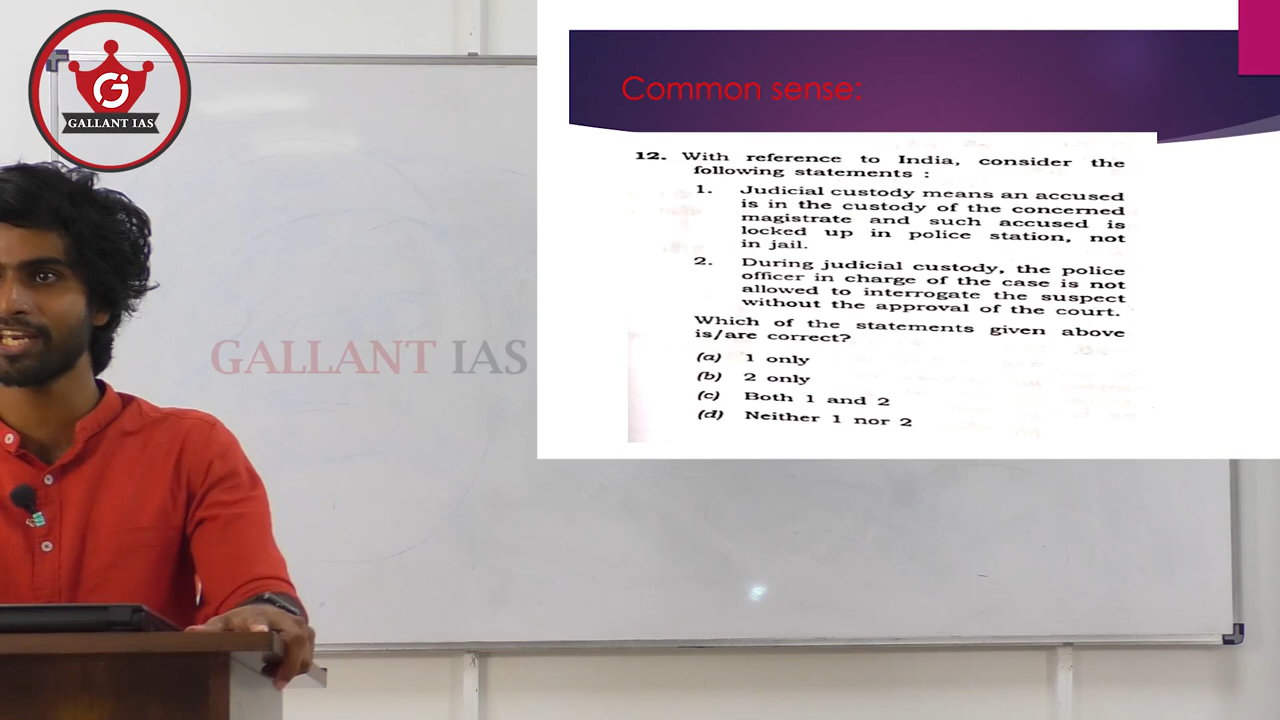 GALLANT IAS
GALLANT IAS
Common sense:
12. With reference to India, consider the
following statements :
1. Judicial custody means an accused
is in the custody of the concerned
magistrate and such accused is
locked up in police station, not
in jail.
2. During judicial custody, the police
officer in charge of the case is not
allowed to interrogate the suspect
without the approval of the court.
Which of the statements given above
is/are correct?
(a) 1 only
(b) 2 only
(c) Both 1 and 2
(d) Neither 1 nor 2